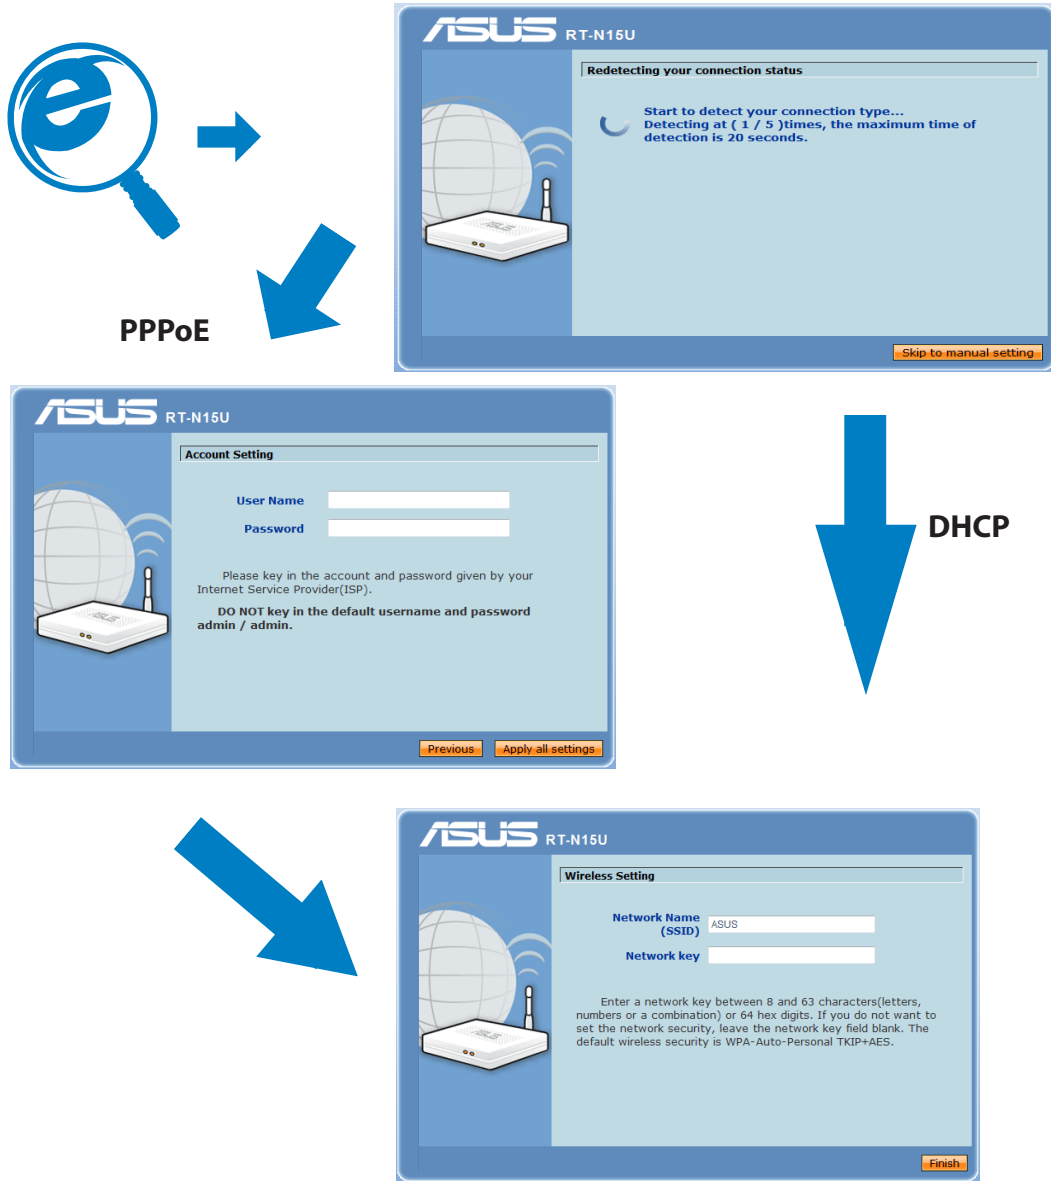 ASUS RT-N15U
Redetecting your connection status
Start to detect your connection type...
Detecting at ( 1 / 5 )times, the maximum time of
detection is 20 seconds.
ASUS
Skip to manual setting
PPPoE
ASUS RT-N15U
Account Setting
User Name
Password
Please key in the account and password given by your
Internet Service Provider(ISP).
DO NOT key in the default username and password
admin / admin.
ASUS
Previous
Apply all settings
DHCP
ASUS RT-N15U
Wireless Setting
Network Name
(SSID)
ASUS
Network key
Enter a network key between 8 and 63 characters(letters,
numbers or a combination) or 64 hex digits. If you do not want to
set the network security, leave the network key field blank. The
default wireless security is WPA-Auto-Personal TKIP+AES.
ASUS
Finish